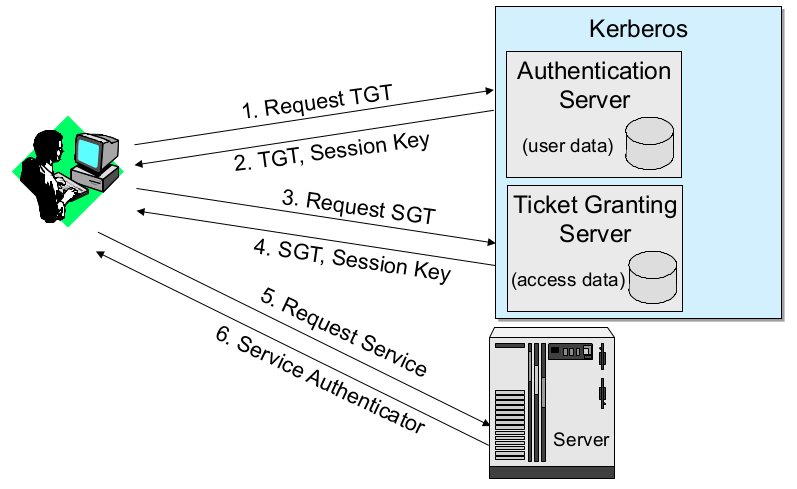 Kerberos
Authentication
Server
(user data)
1. Request TGT
2. TGT, Session Key
3. Request SGT
Ticket Granting
Server
(access data)
4. SGT, Session Key
5. Request Service
6. Service Authenticator
Server